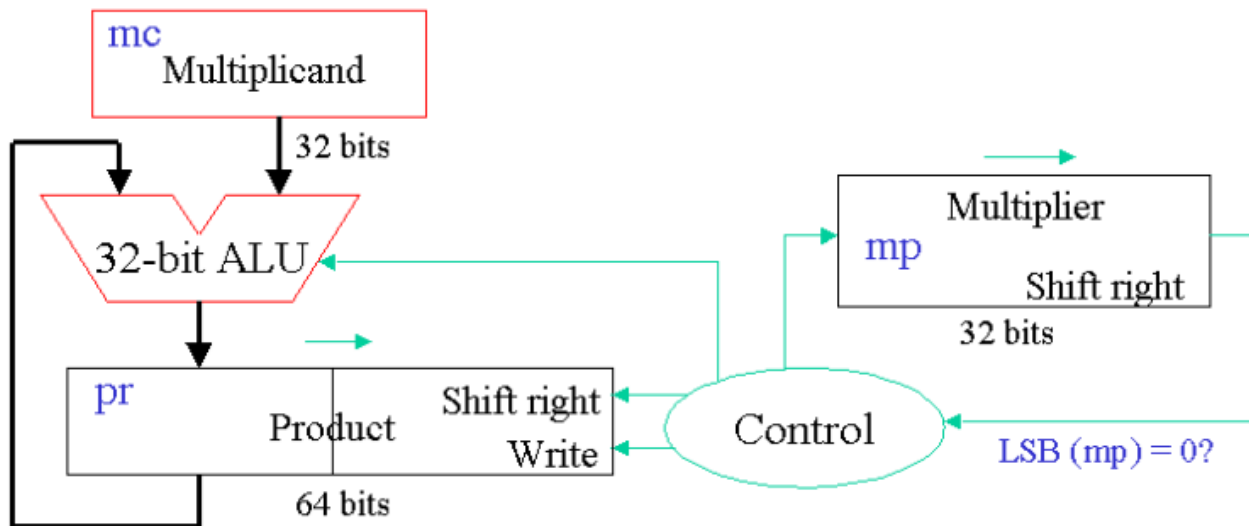 mc
Multiplicand
32 bits
32-bit ALU
Multiplier
mp
Shift right
32 bits
pr
Product
Shift right
Write
64 bits
Control
LSB (mp) = 0?